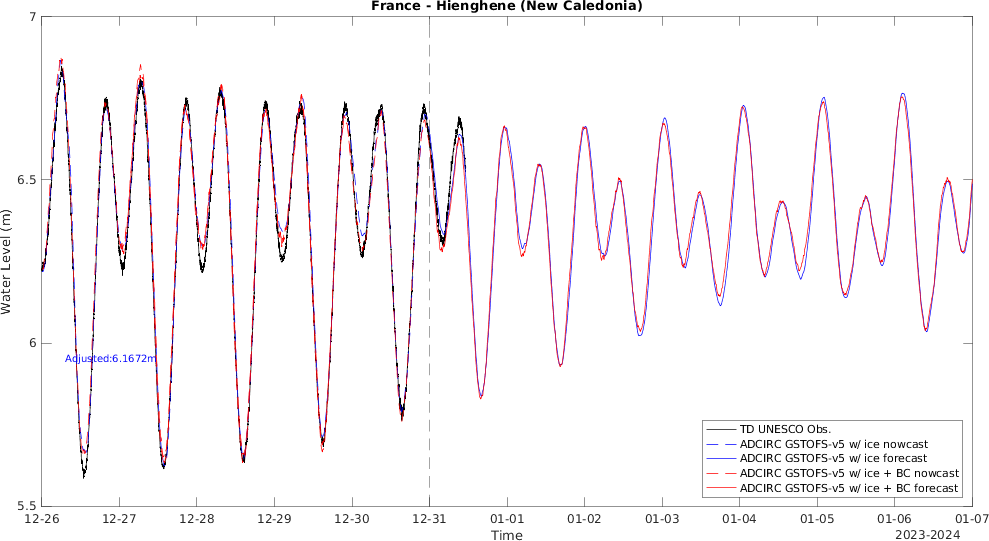 France - Hienghene (New Caledonia)
7
6.5
6
5.5
Water Level (m)
Adjusted:6.1672m
TD UNESCO Obs.
ADCIRC GSTOFS-v5 w/ ice nowcast
ADCIRC GSTOFS-v5 w/ ice forecast
ADCIRC GSTOFS-v5 w/ ice + BC nowcast
ADCIRC GSTOFS-v5 w/ ice + BC forecast
12-26 12-27 12-28 12-29 12-30 12-31 01-01 01-02 01-03 01-04 01-05 01-06 01-07
Time
2023-2024